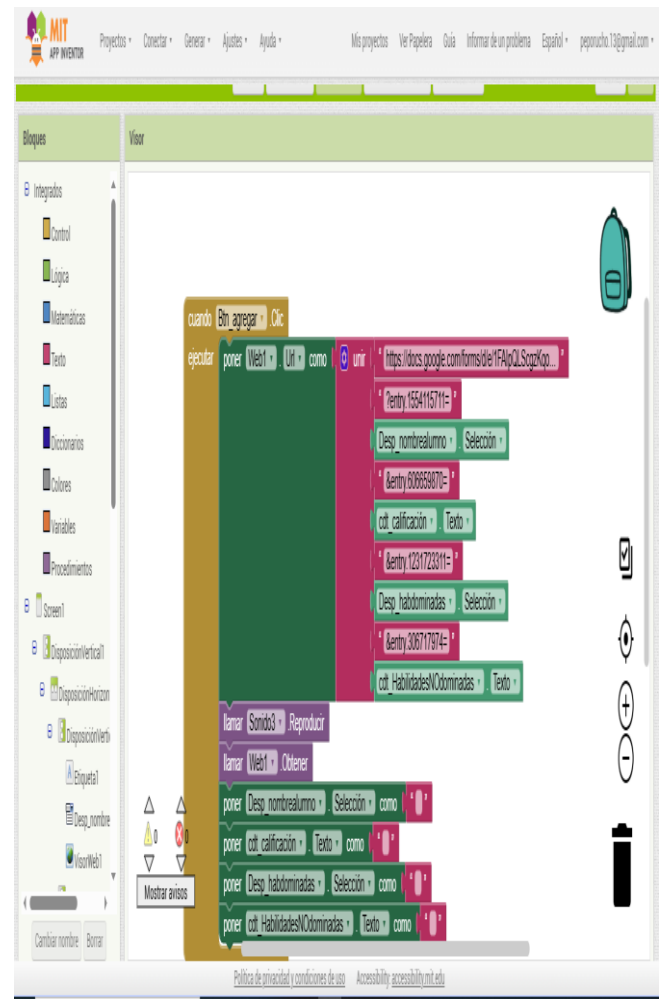 MIT
APP INVENTOR
Proyectos Conectar Generar Ajustes Ayuda Mis proyectos Ver Papelera Guía Informar de un problema Español peporucho.13@gmail.com
Bloques
Visor
Integrados
Control
Lógica
Matemáticas
Texto
Listas
Diccionarios
Colores
Variables
Procedimientos
Screen1
DisposiciónVertical1
DisposiciónHorizon
DisposiciónVerti
Etiqueta1
Desp_nombre
VisorWeb1
Cambiar nombre Borrar
cuando Btn_agregar .Clic
ejecutar poner Web1 . Url como unir " https://docs.google.com/forms/d/e/1FAIpQLScgzKqo... "
" ?entry.1554115711= "
Desp_nombrealumno . Selección
" &entry.606659870= "
cdt_calificación . Texto
" &entry.1231723311= "
Desp_habdominadas . Selección
" &entry.306717974= "
cdt_HabilidadesNOdominadas . Texto
llamar Sonido3 .Reproducir
llamar Web1 .Obtener
poner Desp_nombrealumno . Selección como " "
poner cdt_calificación . Texto como " "
poner Desp_habdominadas . Selección como " "
poner cdt_HabilidadesNOdominadas . Texto como " "
0 0
Mostrar avisos
Política de privacidad y condiciones de uso Accessibility: accessibility.mit.edu